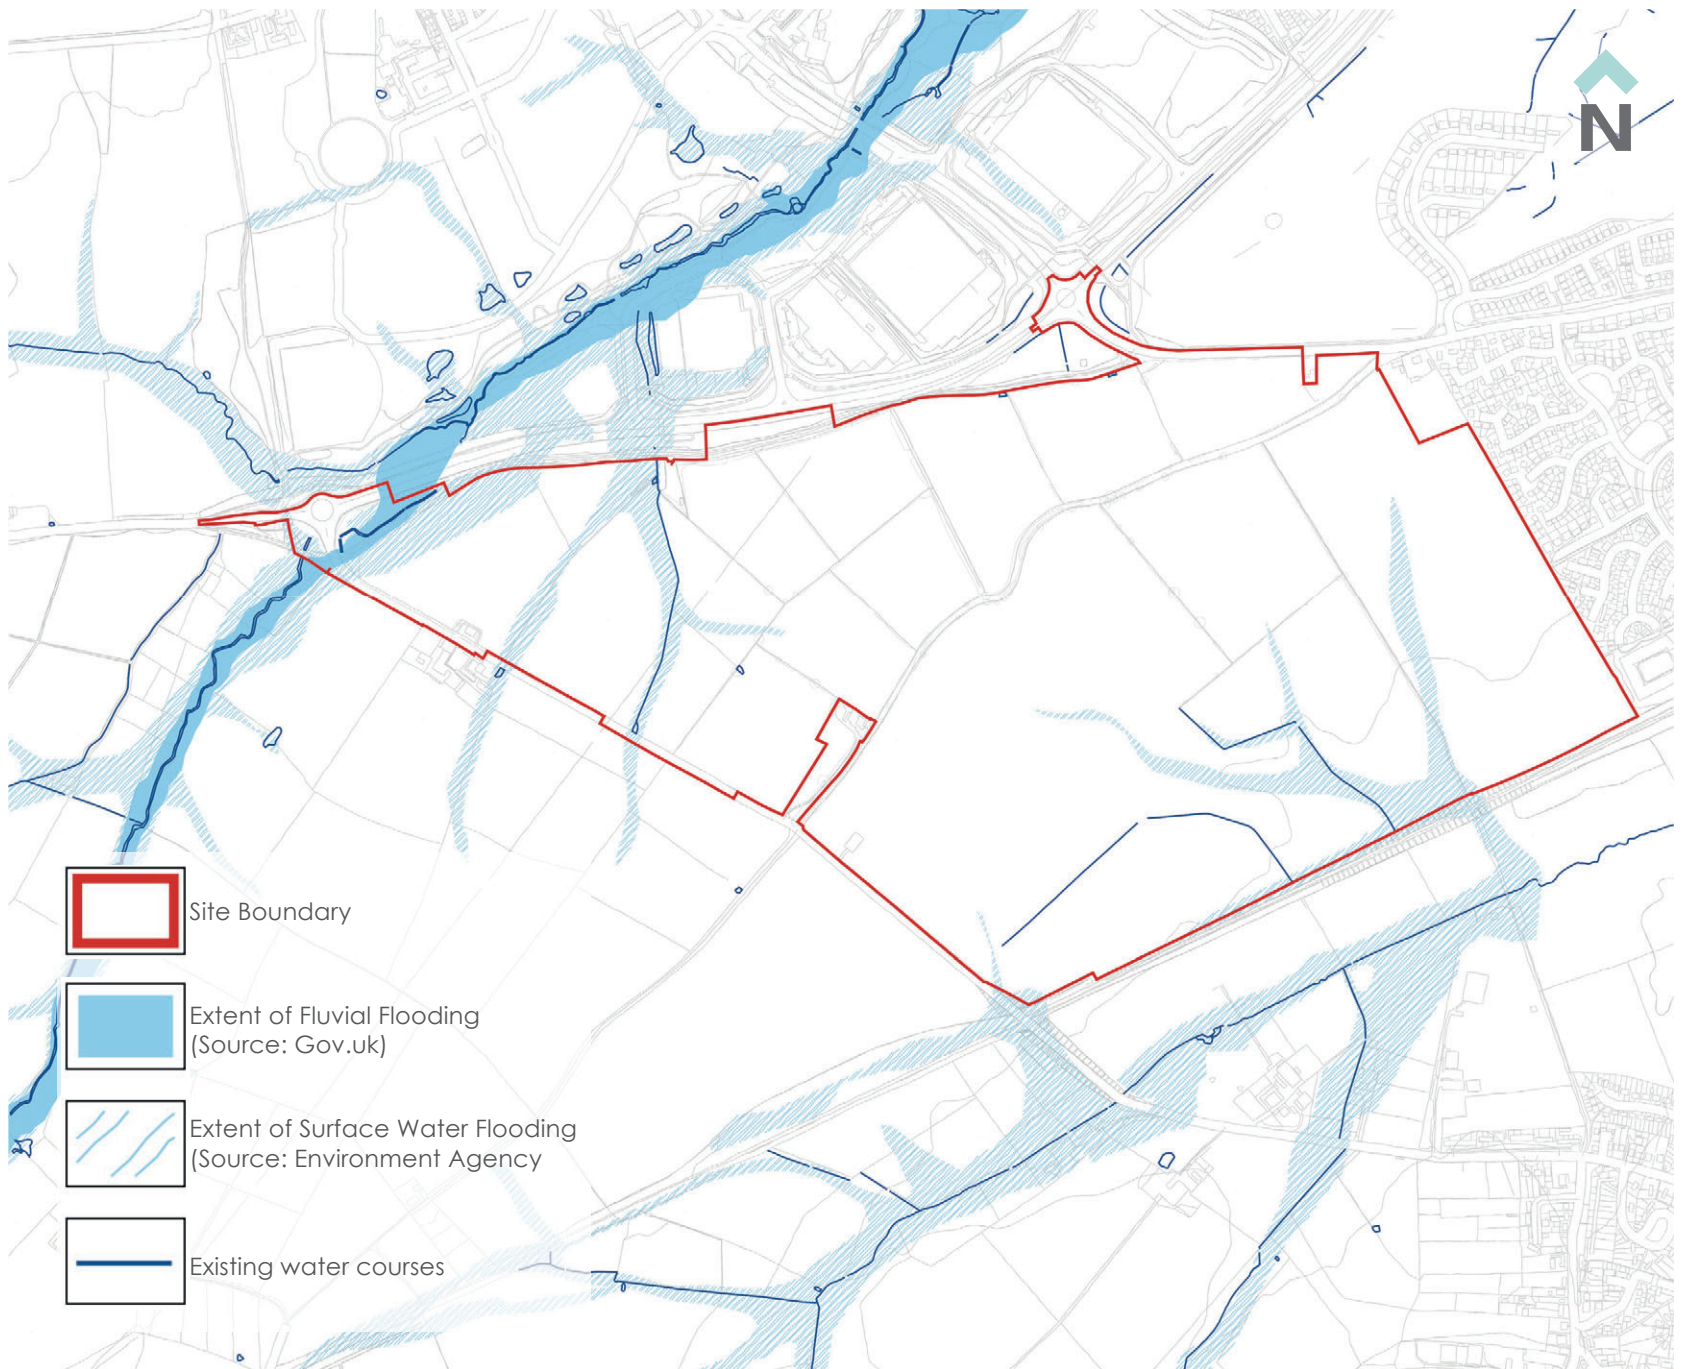 N
Site Boundary
Extent of Fluvial Flooding
(Source: Gov.uk)
Extent of Surface Water Flooding
(Source: Environment Agency
Existing water courses